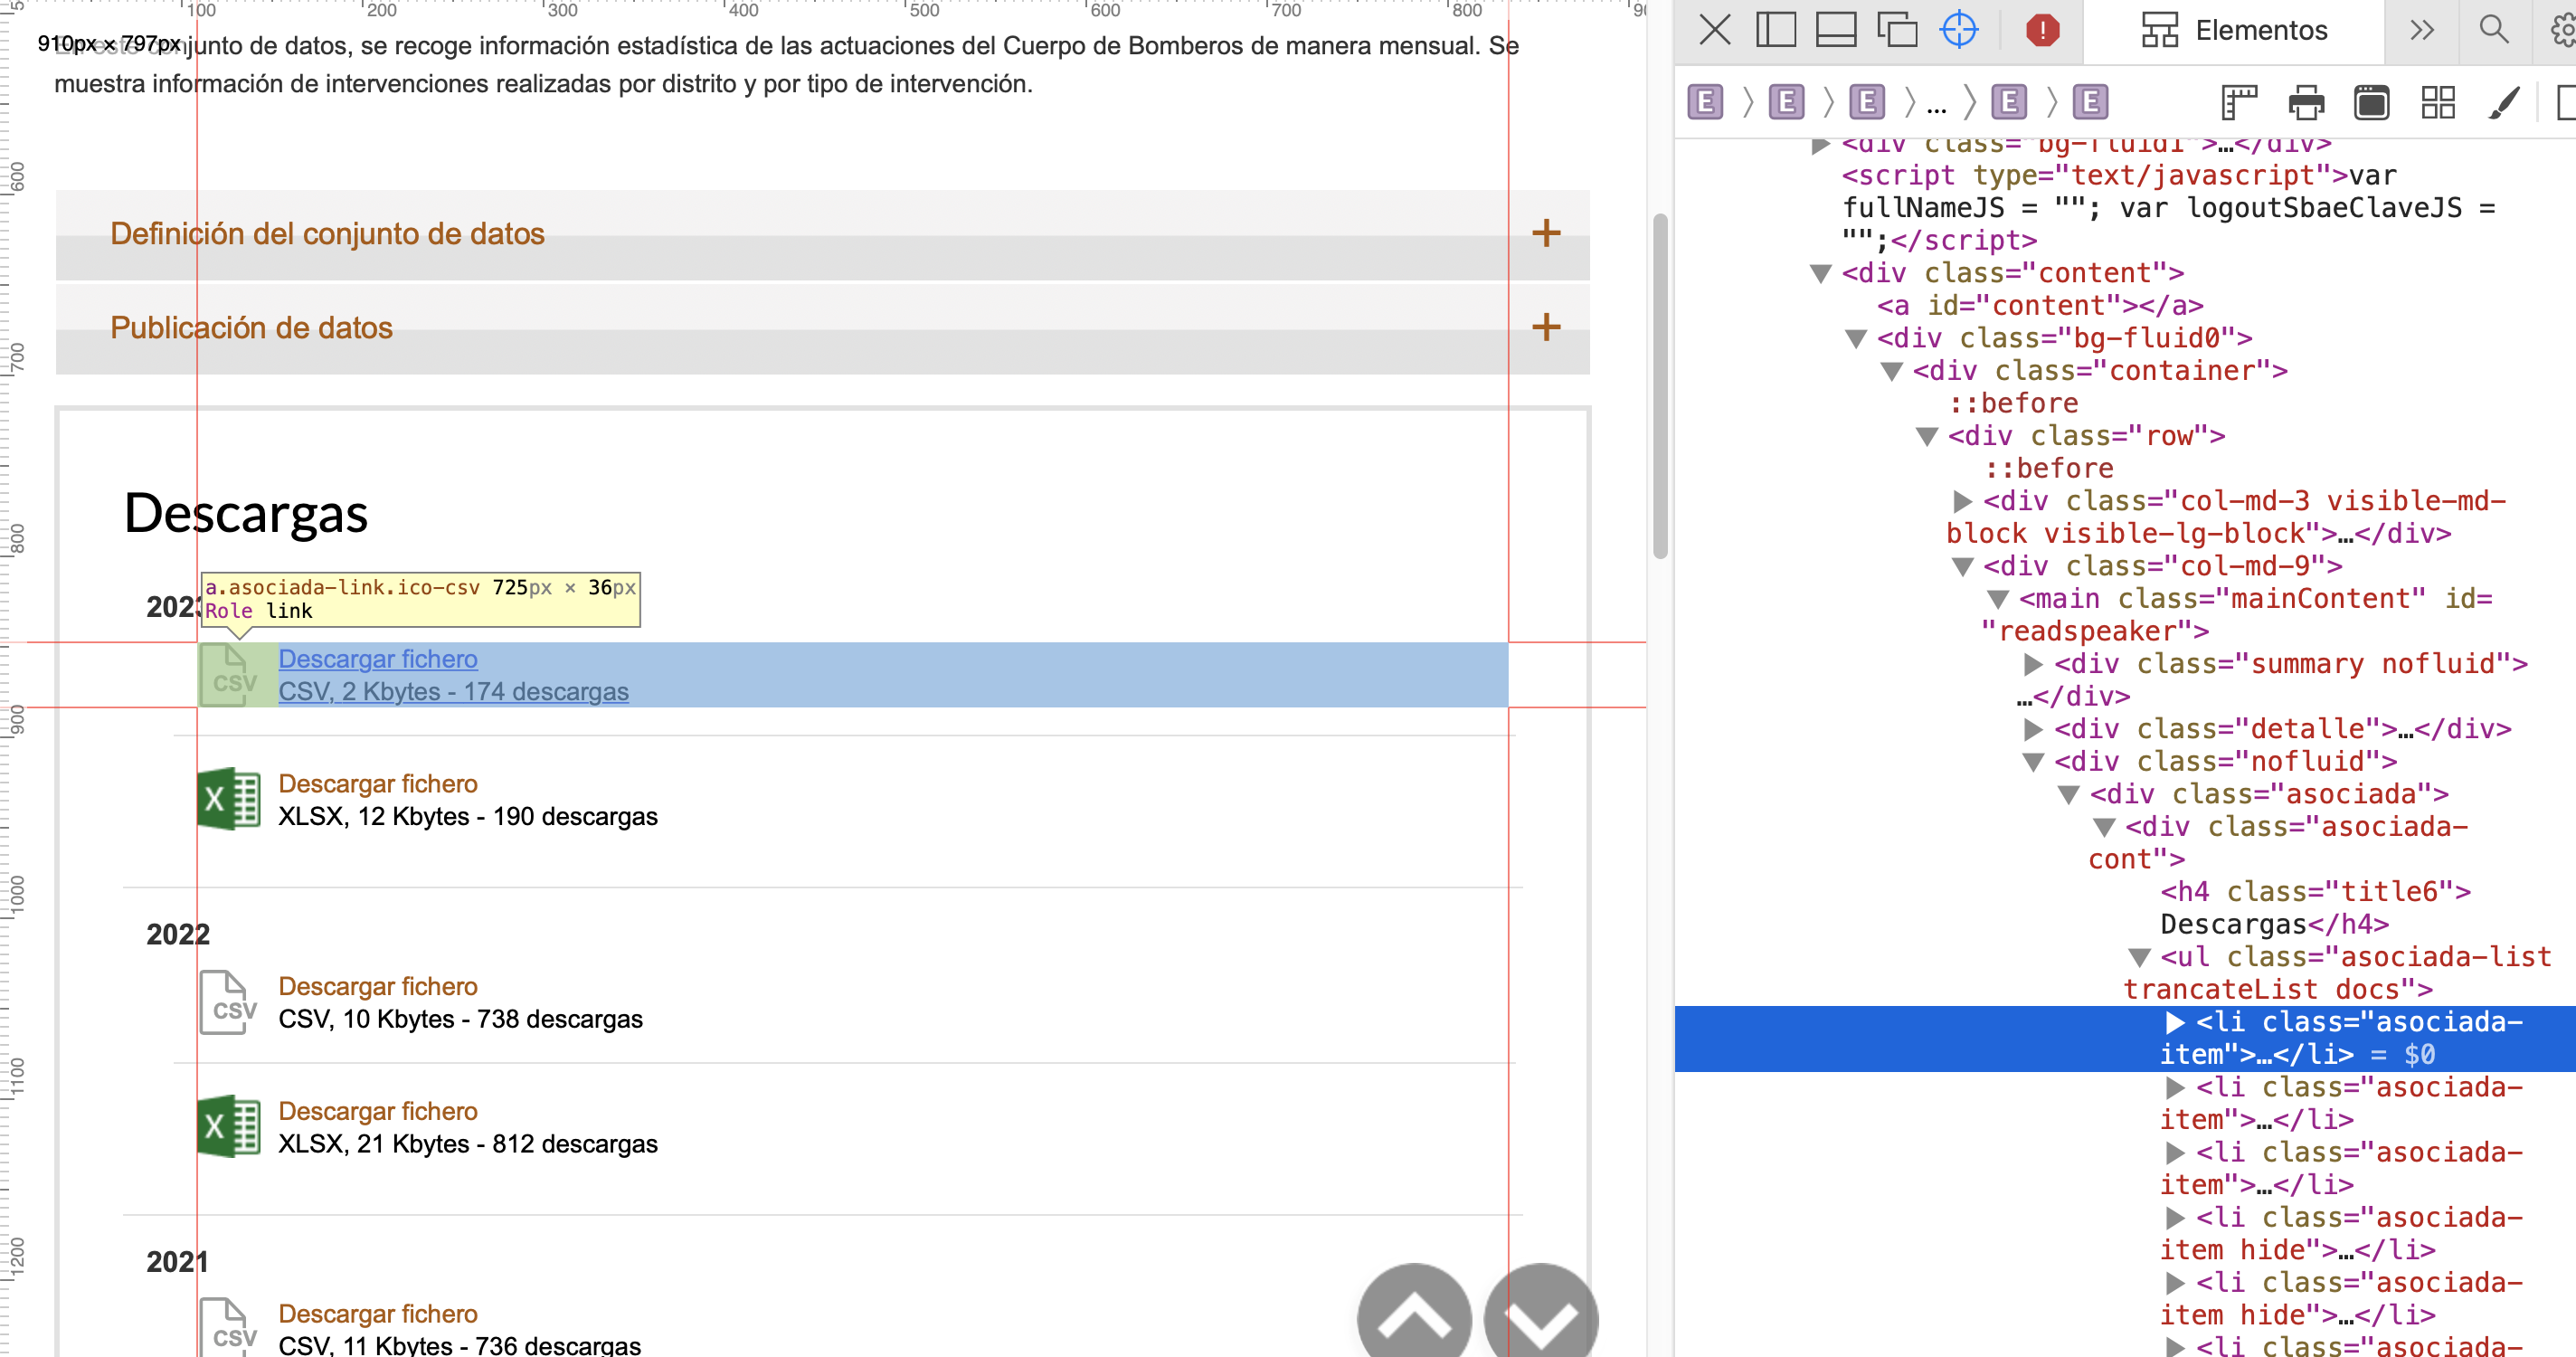 100 200 300 400 500 600 700 800
910px × 797px
junto de datos, se recoge información estadística de las actuaciones del Cuerpo de Bomberos de manera mensual. Se
muestra información de intervenciones realizadas por distrito y por tipo de intervención.
600
Definición del conjunto de datos +
Publicación de datos +
700
Descargas
800
a.asociada-link.ico-csv 725px × 36px
Role link
202
CSV
Descargar fichero
CSV, 2 Kbytes - 174 descargas
900
X
Descargar fichero
XLSX, 12 Kbytes - 190 descargas
1000
2022
CSV
Descargar fichero
CSV, 10 Kbytes - 738 descargas
1100
X
Descargar fichero
XLSX, 21 Kbytes - 812 descargas
1200
2021
CSV
Descargar fichero
CSV, 11 Kbytes - 736 descargas
Elementos
E E E ... E E
<div class="bg-fluid1">…</div>
<script type="text/javascript">var
fullNameJS = ""; var logoutSbaeClaveJS =
"";</script>
<div class="content">
<a id="content"></a>
<div class="bg-fluid0">
<div class="container">
::before
<div class="row">
::before
<div class="col-md-3 visible-md-
block visible-lg-block">…</div>
<div class="col-md-9">
<main class="mainContent" id=
"readspeaker">
<div class="summary nofluid">
…</div>
<div class="detalle">…</div>
<div class="nofluid">
<div class="asociada">
<div class="asociada-
cont">
<h4 class="title6">
Descargas</h4>
<ul class="asociada-list
trancateList docs">
<li class="asociada-
item">…</li> = $0
<li class="asociada-
item">…</li>
<li class="asociada-
item">…</li>
<li class="asociada-
item hide">…</li>
<li class="asociada-
item hide">…</li>
<li class="asociada-